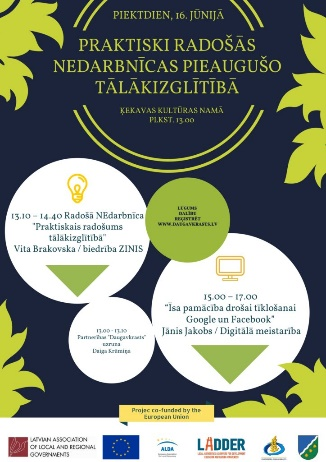 PIEKTDIEN, 16. JŪNIJĀ
PRAKTISKI RADOŠĀS
NEDARBNĪCAS PIEAUGUŠO
TĀLĀKIZGLĪTĪBĀ
ĶEKAVAS KULTŪRAS NAMĀ
PLKST. 13.00
13.10 – 14.40 Radošā NEdarbnīca
"Praktiskais radošums
tālākizglītībā"
Vita Brakovska / biedrība ZINIS
LŪGUMS
DALĪBU
REĢISTRĒT
WWW.DAUGAVKRASTS.LV
13.00 - 13.10
Partnerības "Daugavkrasts"
uzruna
Daiga Krēmiņa
15.00 – 17.00
"Īsa pamācība drošai tīklošanai
Google un Facebook"
Jānis Jakobs / Digitālā meistarība
Projec co-funded by the
European Union
LATVIAN ASSOCIATION
OF LOCAL AND REGIONAL
GOVERNMENTS
ALDA
LADDER